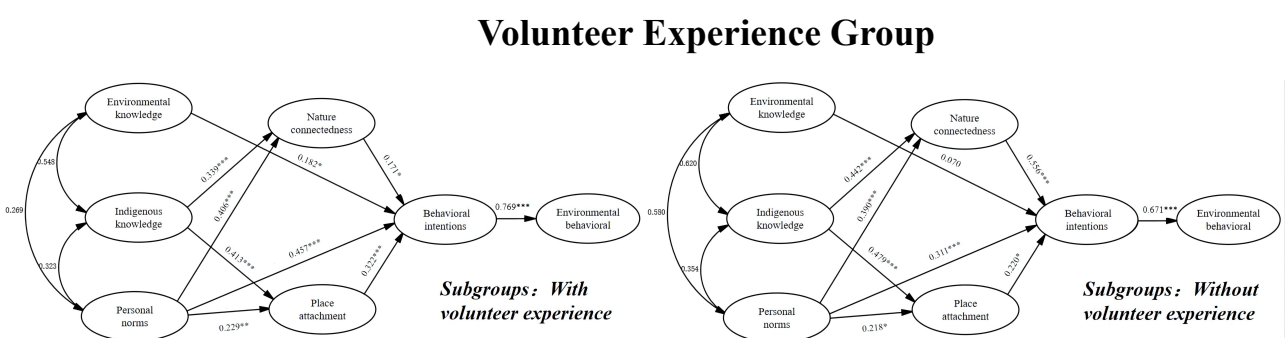 Volunteer Experience Group
Environmental
knowledge
Nature
connectedness
0.548
0.339***
0.182*
0.171*
0.269
0.406***
Indigenous
knowledge
Behavioral
intentions
0.769***
Environmental
behavioral
0.323
0.413***
0.457***
0.322***
Personal
norms
0.229**
Place
attachment
Subgroups：With
volunteer experience
Environmental
knowledge
Nature
connectedness
0.620
0.442***
0.070
0.556***
0.580
0.390***
Indigenous
knowledge
Behavioral
intentions
0.671***
Environmental
behavioral
0.354
0.479***
0.311***
0.220*
Personal
norms
0.218*
Place
attachment
Subgroups：Without
volunteer experience